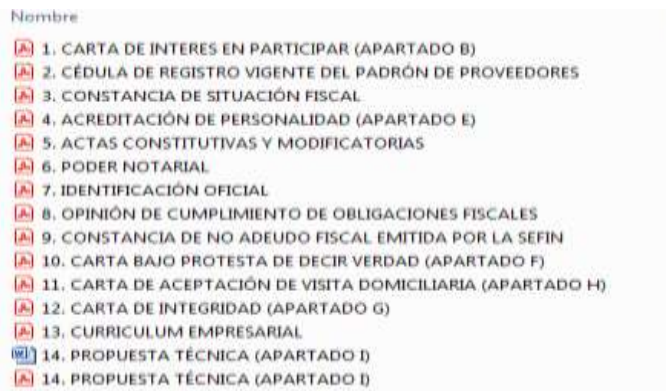 Nombre
1. CARTA DE INTERES EN PARTICIPAR (APARTADO B)
2. CÉDULA DE REGISTRO VIGENTE DEL PADRÓN DE PROVEEDORES
3. CONSTANCIA DE SITUACIÓN FISCAL
4. ACREDITACIÓN DE PERSONALIDAD (APARTADO E)
5. ACTAS CONSTITUTIVAS Y MODIFICATORIAS
6. PODER NOTARIAL
7. IDENTIFICACIÓN OFICIAL
8. OPINIÓN DE CUMPLIMIENTO DE OBLIGACIONES FISCALES
9. CONSTANCIA DE NO ADEUDO FISCAL EMITIDA POR LA SEFIN
10. CARTA BAJO PROTESTA DE DECIR VERDAD (APARTADO F)
11. CARTA DE ACEPTACIÓN DE VISITA DOMICILIARIA (APARTADO H)
12. CARTA DE INTEGRIDAD (APARTADO G)
13. CURRICULUM EMPRESARIAL
14. PROPUESTA TÉCNICA (APARTADO I)
14. PROPUESTA TÉCNICA (APARTADO I)